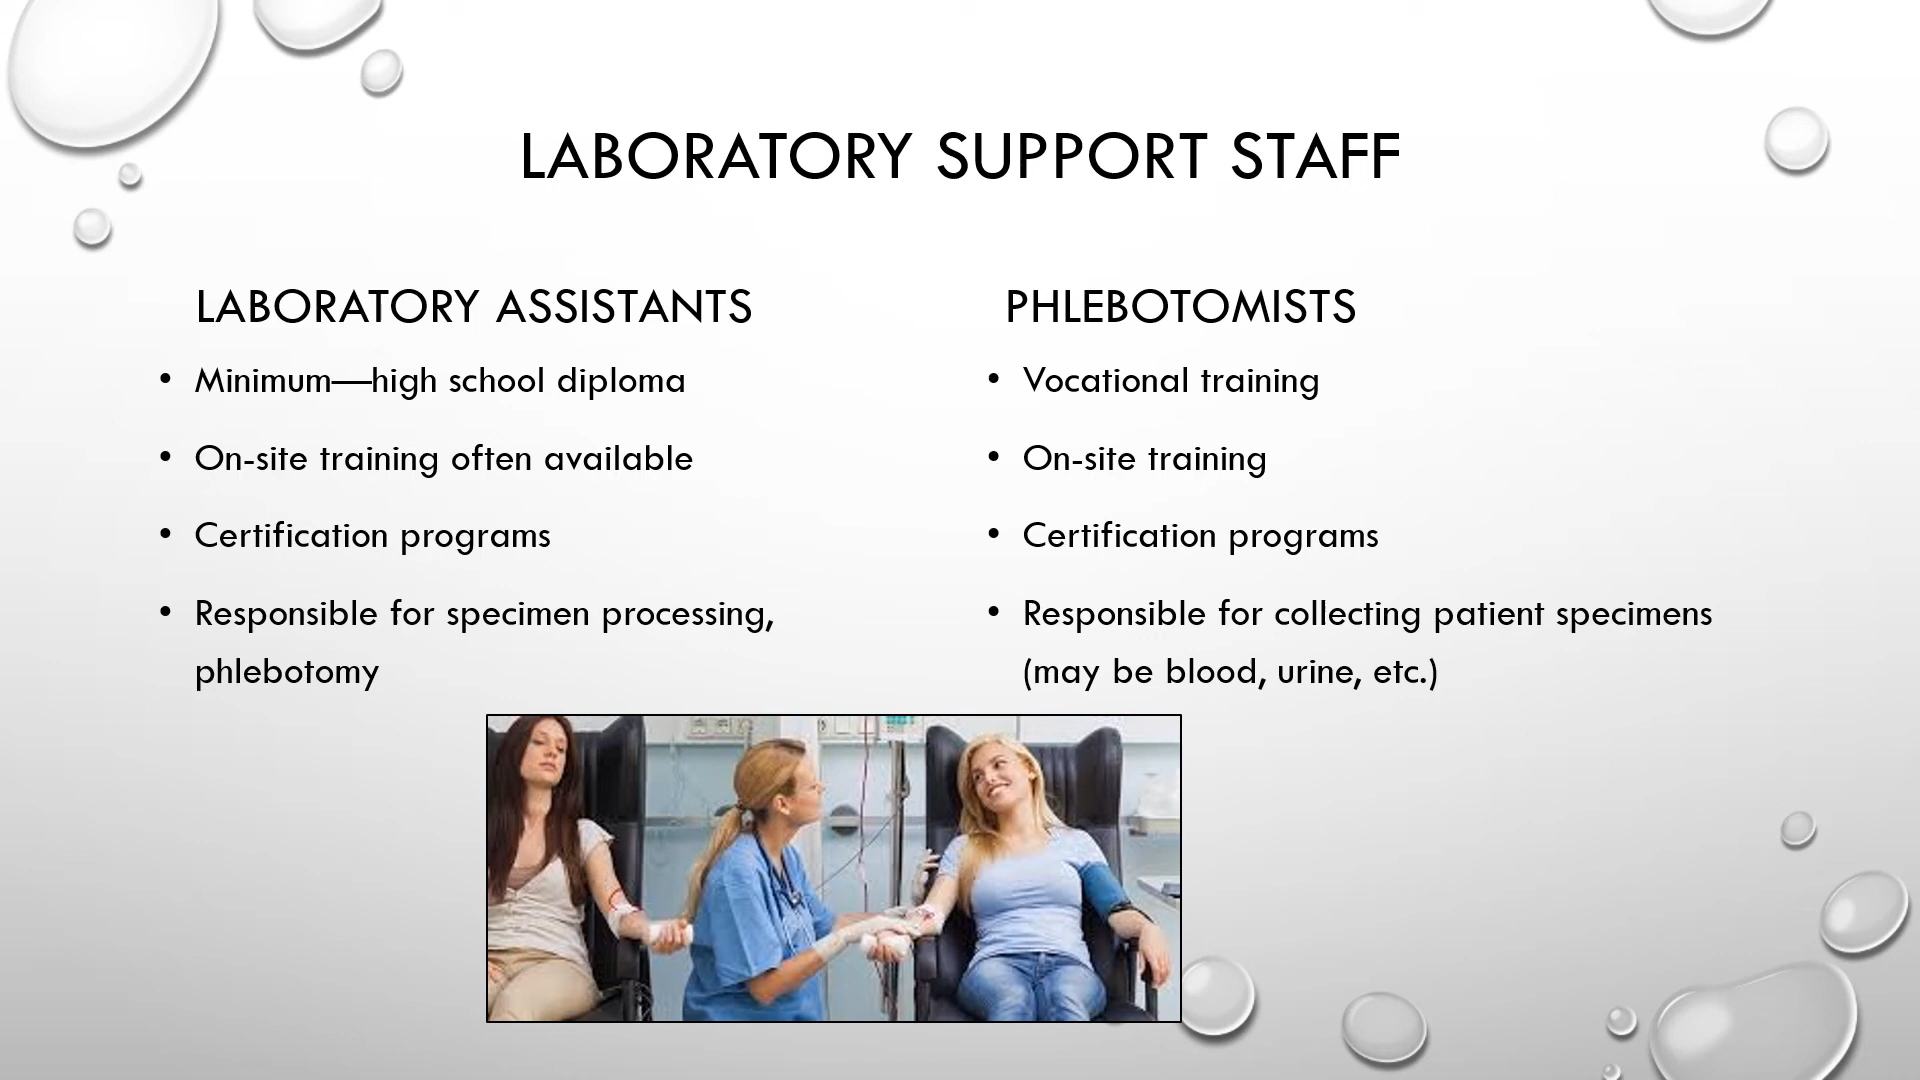 LABORATORY SUPPORT STAFF
LABORATORY ASSISTANTS
• Minimum—high school diploma
• On-site training often available
• Certification programs
• Responsible for specimen processing,
phlebotomy
PHLEBOTOMISTS
• Vocational training
• On-site training
• Certification programs
• Responsible for collecting patient specimens
(may be blood, urine, etc.)